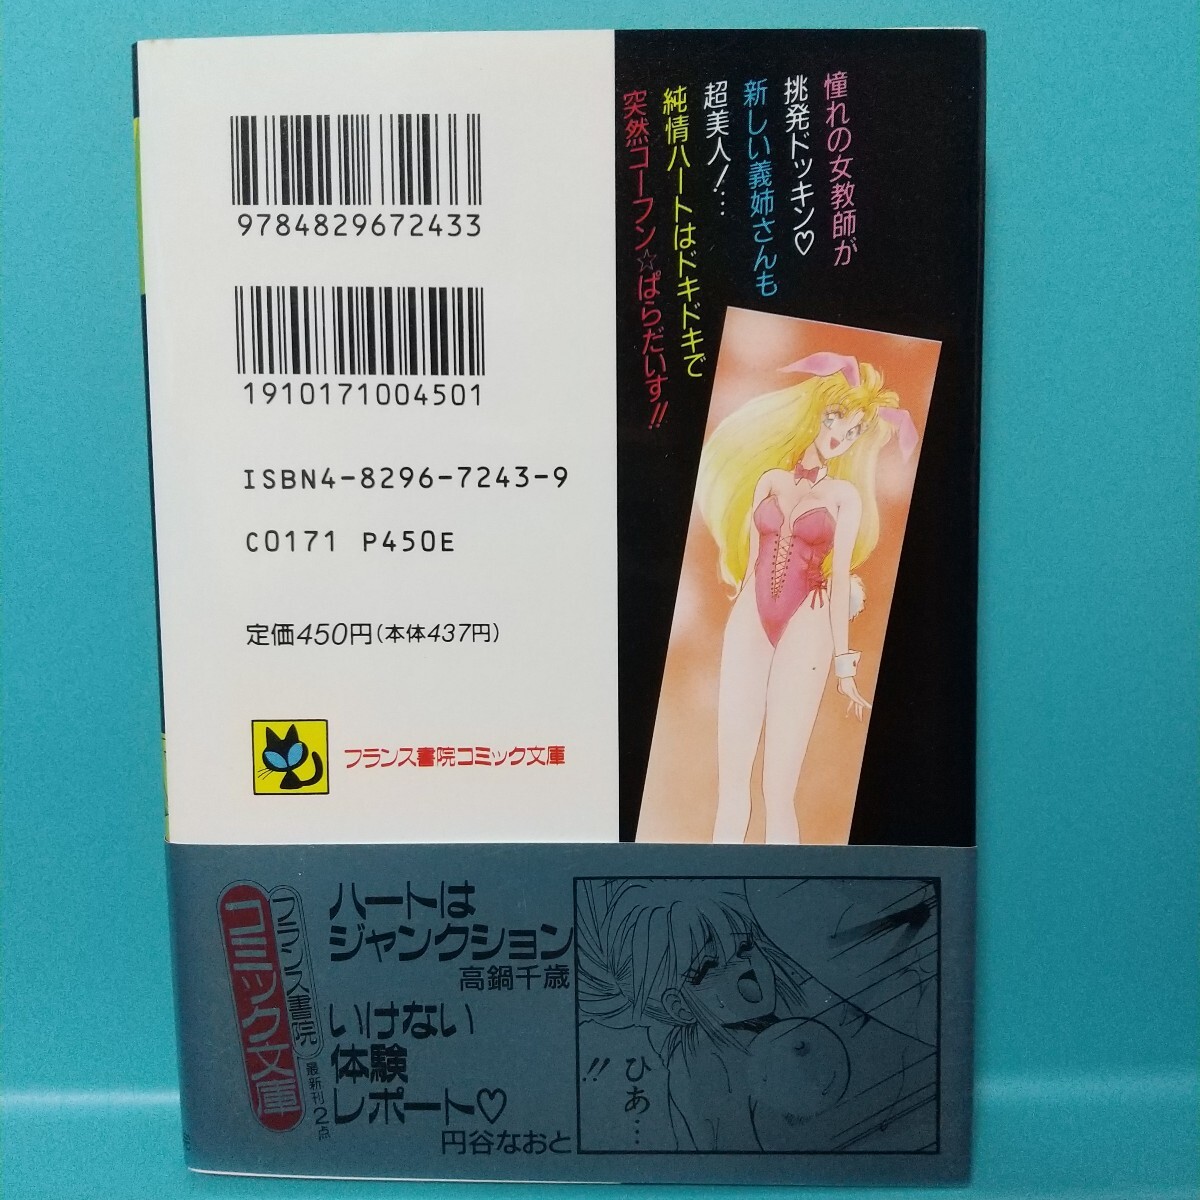 憧れの女教師が
挑発ドッキン♡
新しい義姉さんも
超美人!…
純情ハートはドキドキで
突然コーフン☆ぱらだいす!!
9784829672433
1910171004501
ISBN4-8296-7243-9
C0171 P450E
定価450円(本体437円)
フランス書院コミック文庫
フランス書院
コミック文庫
最新刊2点
ハートは
ジャンクション
高鍋千歳
いけない
体験
レポート♡
円谷なおと
ひあ…
!!